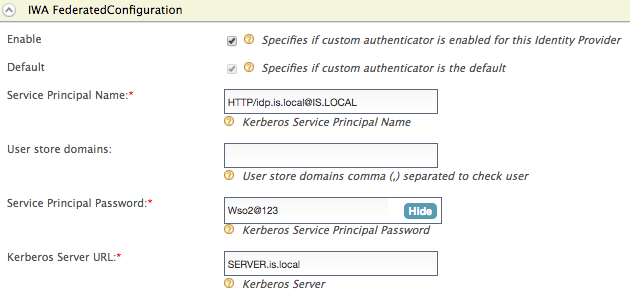 IWA FederatedConfiguration
Enable
Specifies if custom authenticator is enabled for this Identity Provider
Default
Specifies if custom authenticator is the default
Service Principal Name:*
HTTP/idp.is.local@IS.LOCAL
Kerberos Service Principal Name
User store domains:
User store domains comma (,) separated to check user
Service Principal Password:*
Wso2@123
Hide
Kerberos Service Principal Password
Kerberos Server URL:*
SERVER.is.local
Kerberos Server